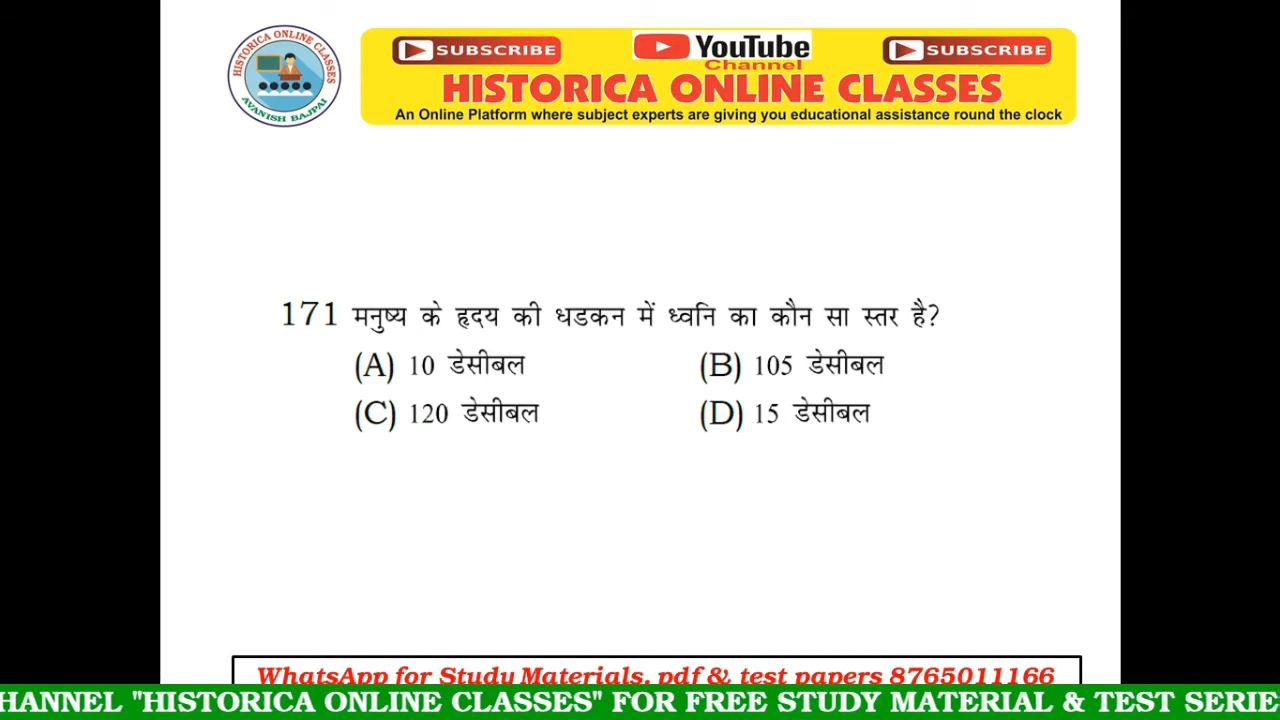 HISTORICA ONLINE CLASSES
AVANISH BAJPAI
SUBSCRIBE
YouTube
Channel
SUBSCRIBE
HISTORICA ONLINE CLASSES
An Online Platform where subject experts are giving you educational assistance round the clock
171 मनुष्य के हृदय की धडकन में ध्वनि का कौन सा स्तर है?
(A) 10 डेसीबल (B) 105 डेसीबल
(C) 120 डेसीबल (D) 15 डेसीबल
WhatsApp for Study Materials, pdf & test papers 8765011166
HANNEL "HISTORICA ONLINE CLASSES" FOR FREE STUDY MATERIAL & TEST SERIE